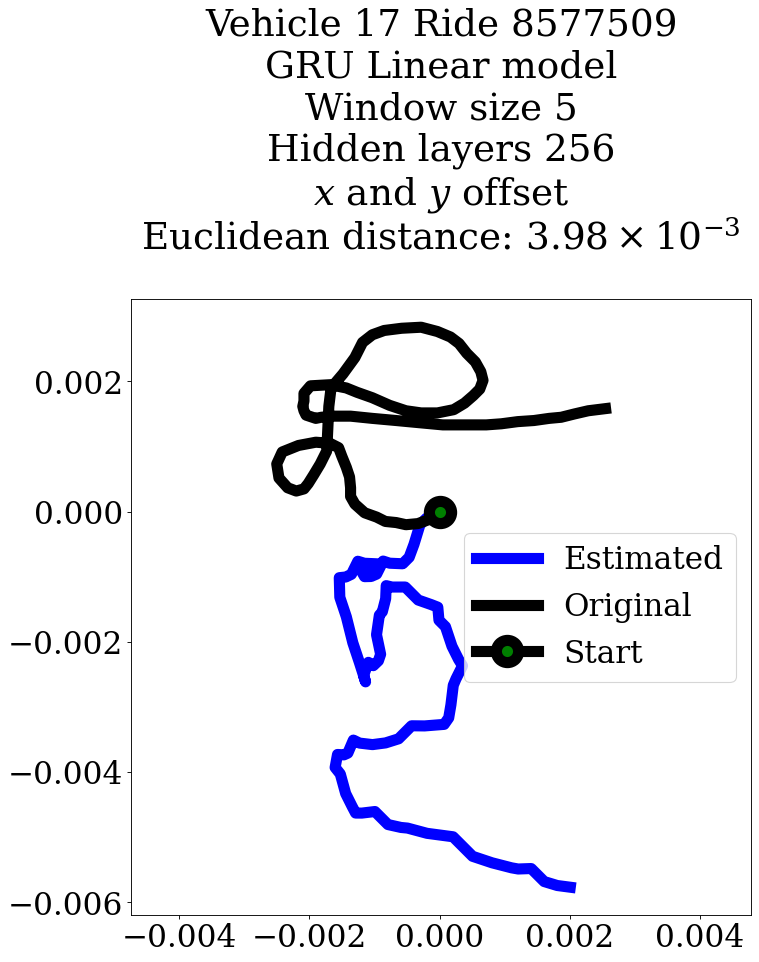 Vehicle 17 Ride 8577509
GRU Linear model
Window size 5
Hidden layers 256
x and y offset
Euclidean distance: 3.98 × 10⁻³
0.002
0.000
−0.002
−0.004
−0.006
Estimated
Original
Start
−0.004 −0.002 0.000 0.002 0.004